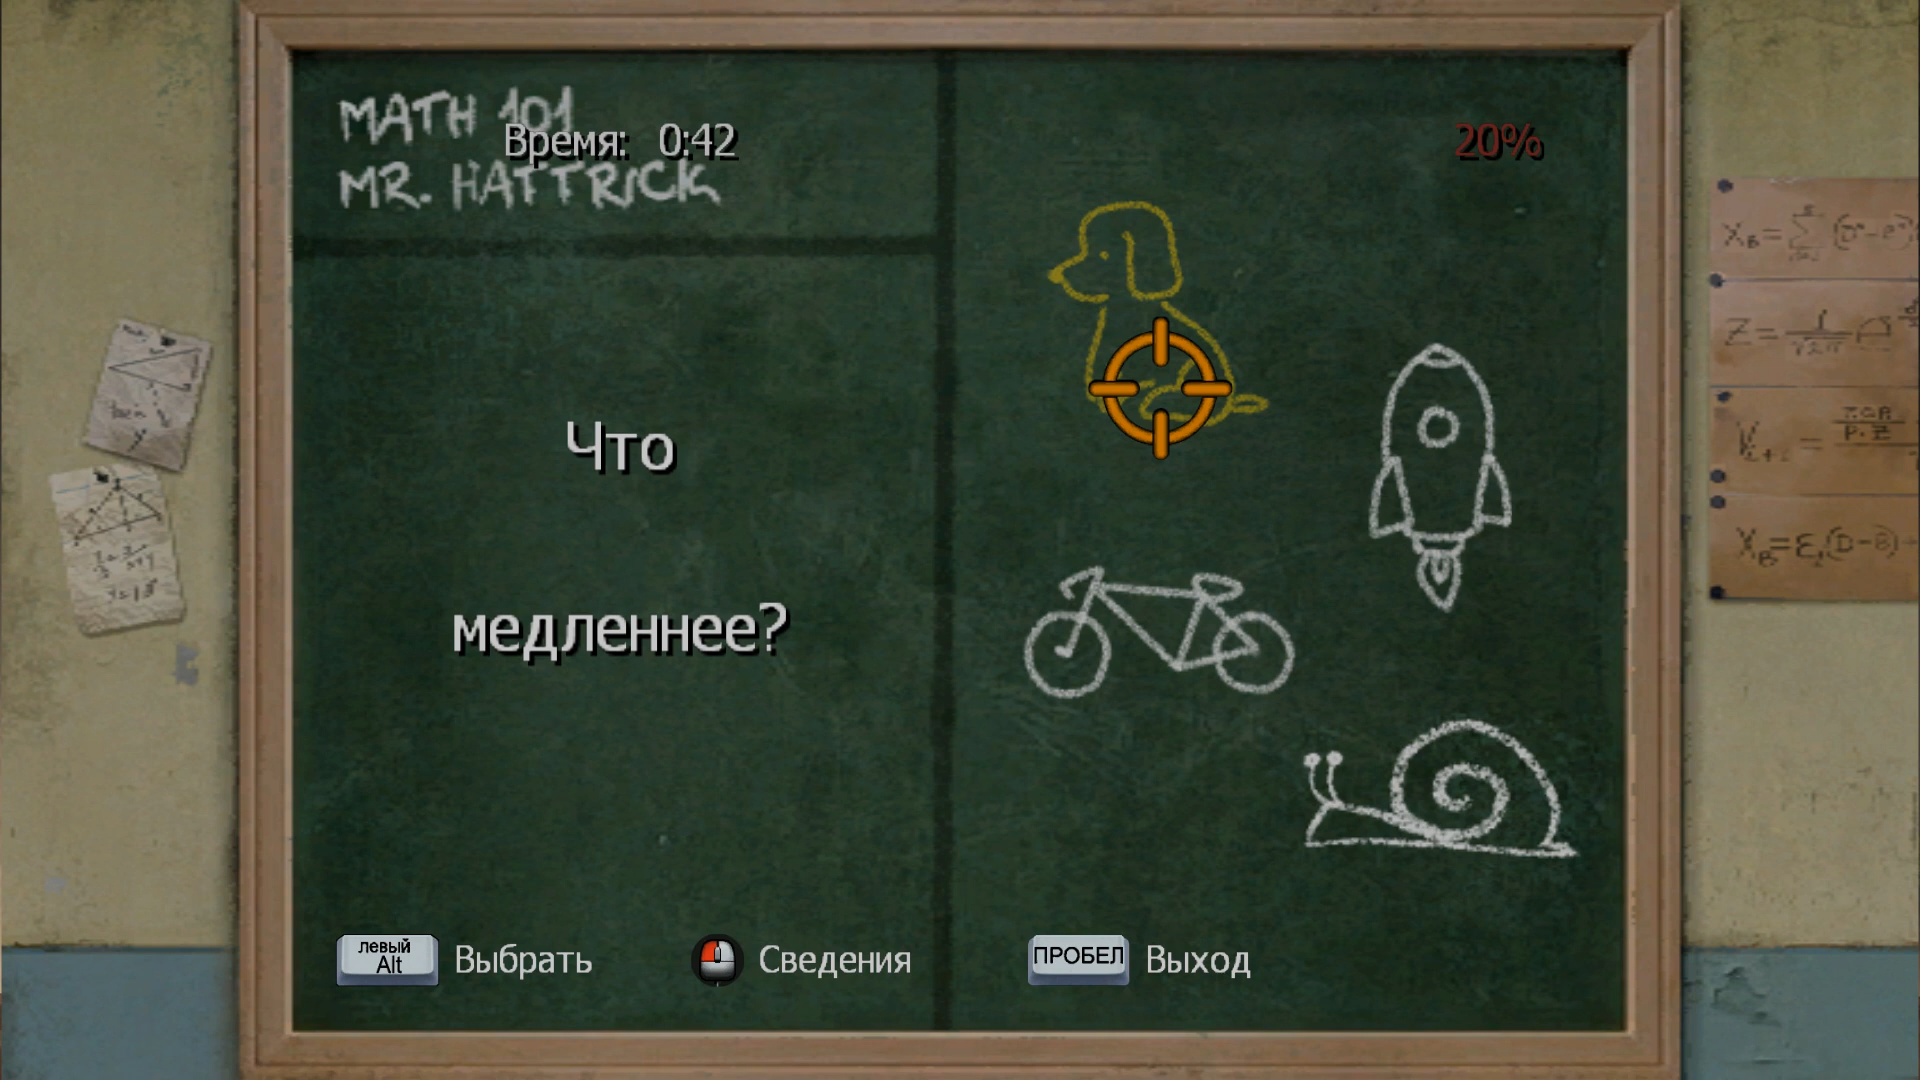 MATH 101
Время: 0:42
MR. HATTRICK
20%
Что
медленнее?
левый Alt Выбрать
Сведения
ПРОБЕЛ Выход